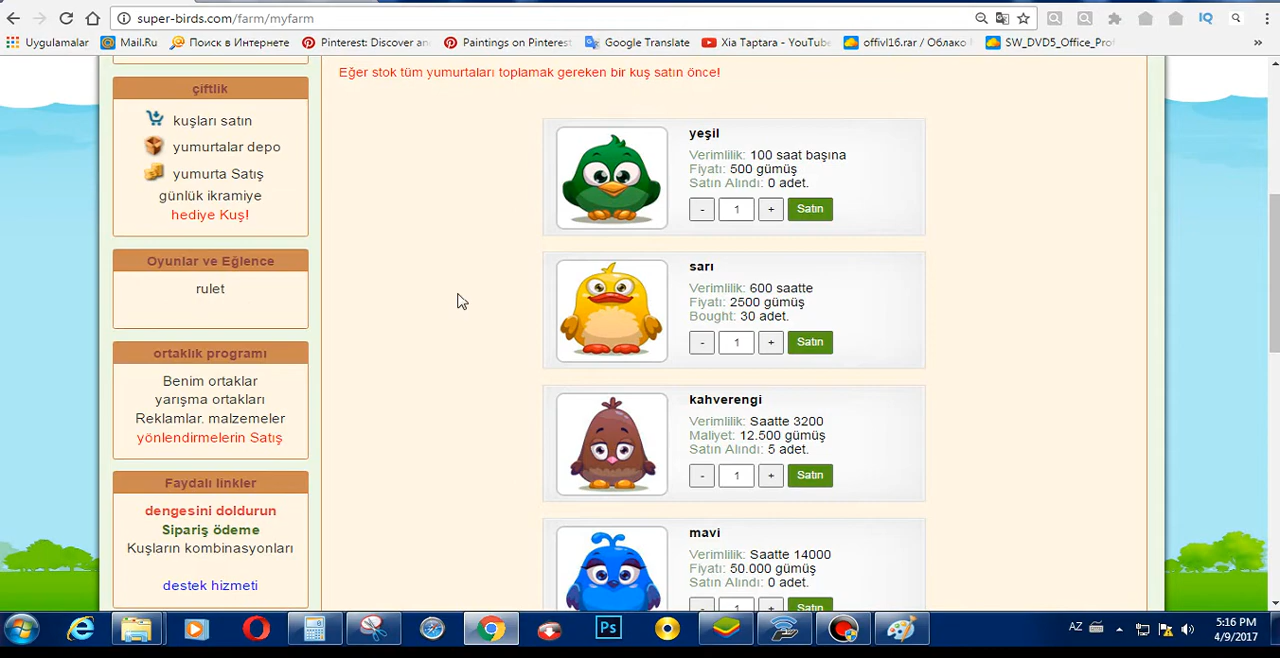 super-birds.com/farm/myfarm
Uygulamalar
Mail.Ru
Поиск в Интернете
Pinterest: Discover an
Paintings on Pinterest
Google Translate
Xia Taptara - YouTube
offivl16.rar / Облако
SW_DVD5_Office_Prof
»
Eğer stok tüm yumurtaları toplamak gereken bir kuş satın önce!
çiftlik
kuşları satın
yumurtalar depo
yumurta Satış
günlük ikramiye
hediye Kuş!
Oyunlar ve Eğlence
rulet
ortaklık programı
Benim ortaklar
yarışma ortakları
Reklamlar. malzemeler
yönlendirmelerin Satış
Faydalı linkler
dengesini doldurun
Sipariş ödeme
Kuşların kombinasyonları
destek hizmeti
yeşil
Verimlilik: 100 saat başına
Fiyatı: 500 gümüş
Satın Alındı: 0 adet.
- 1 + Satın
sarı
Verimlilik: 600 saatte
Fiyatı: 2500 gümüş
Bought: 30 adet.
- 1 + Satın
kahverengi
Verimlilik: Saatte 3200
Maliyet: 12.500 gümüş
Satın Alındı: 5 adet.
- 1 + Satın
mavi
Verimlilik: Saatte 14000
Fiyatı: 50.000 gümüş
Satın Alındı: 0 adet.
- 1 + Satın
Ps
AZ
5:16 PM
4/9/2017